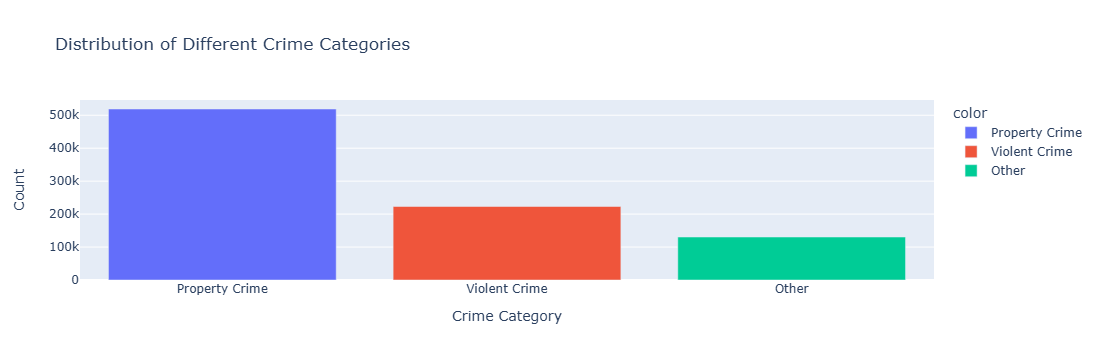 Distribution of Different Crime Categories
color
Property Crime
Violent Crime
Other
Count
500k
400k
300k
200k
100k
0
Property Crime
Violent Crime
Other
Crime Category